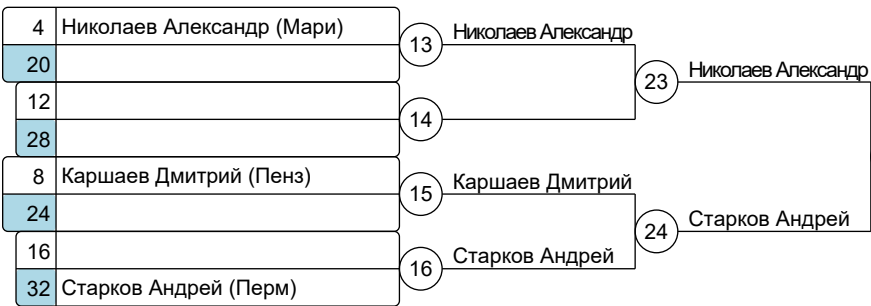 4 Николаев Александр (Мари)
20
13 Николаев Александр
12
28
14
23 Николаев Александр
8 Каршаев Дмитрий (Пенз)
24
15 Каршаев Дмитрий
16
32 Старков Андрей (Перм)
16 Старков Андрей
24 Старков Андрей